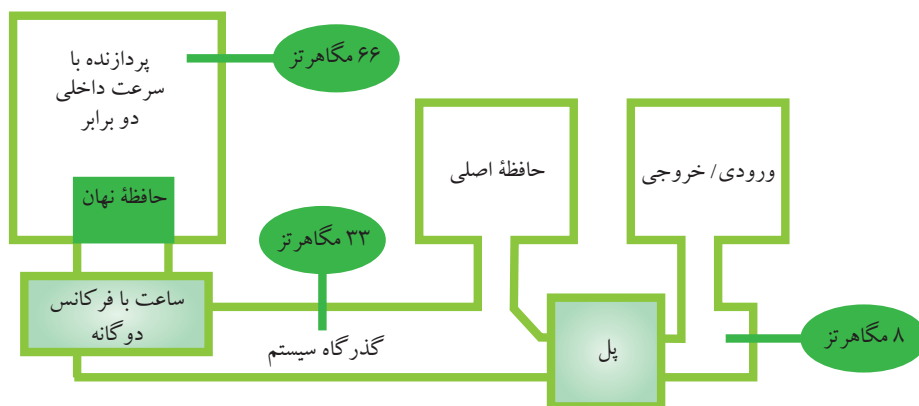 پردازنده با
سرعت داخلی
دو برابر
۶۶ مگاهرتز
حافظهٔ نهان
حافظهٔ اصلی
ورودی/ خروجی
۳۳ مگاهرتز
ساعت با فرکانس
دوگانه
گذرگاه سیستم
پل
۸ مگاهرتز